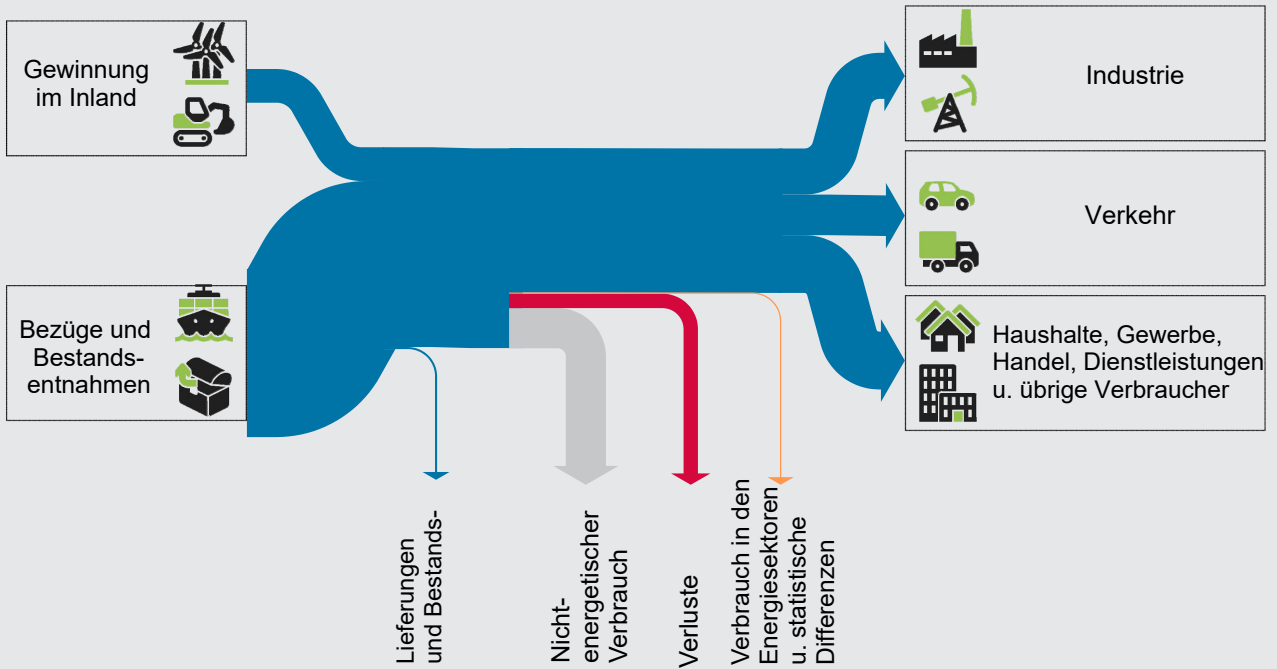 Gewinnung
im Inland
Bezüge und
Bestands-
entnahmen
Industrie
Verkehr
Haushalte, Gewerbe,
Handel, Dienstleistungen
u. übrige Verbraucher
Lieferungen
und Bestands-
Nicht-
energetischer
Verbrauch
Verluste
Verbrauch in den
Energiesektoren
u. statistische
Differenzen